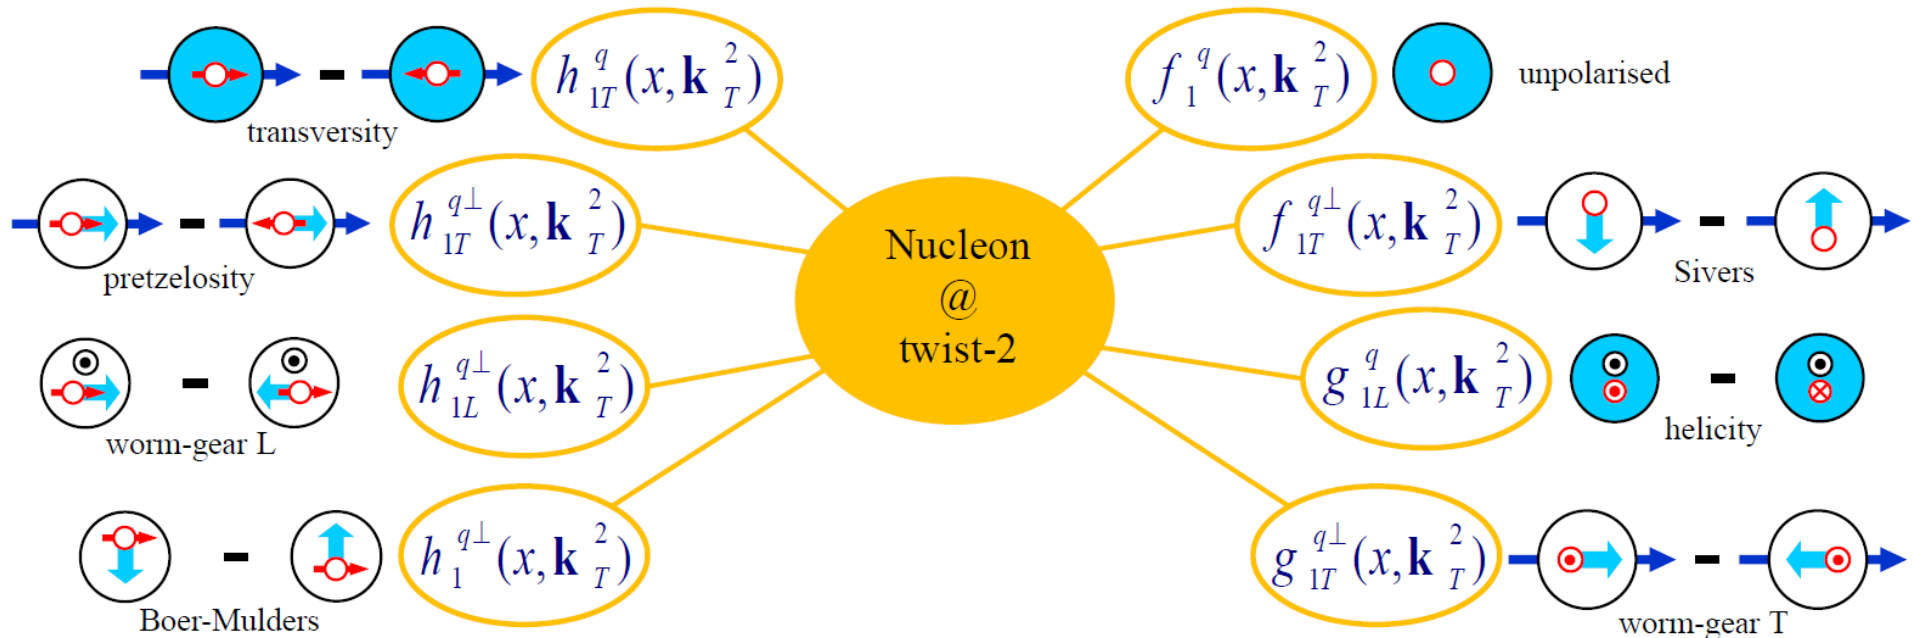 h_{1T}^{q}(x, k_T^2)
transversity
h_{1T}^{q⊥}(x, k_T^2)
pretzelosity
h_{1L}^{q⊥}(x, k_T^2)
worm-gear L
h_1^{q⊥}(x, k_T^2)
Boer-Mulders
Nucleon
@
twist-2
f_1^{q}(x, k_T^2)
unpolarised
f_{1T}^{q⊥}(x, k_T^2)
Sivers
g_{1L}^{q}(x, k_T^2)
helicity
g_{1T}^{q⊥}(x, k_T^2)
worm-gear T